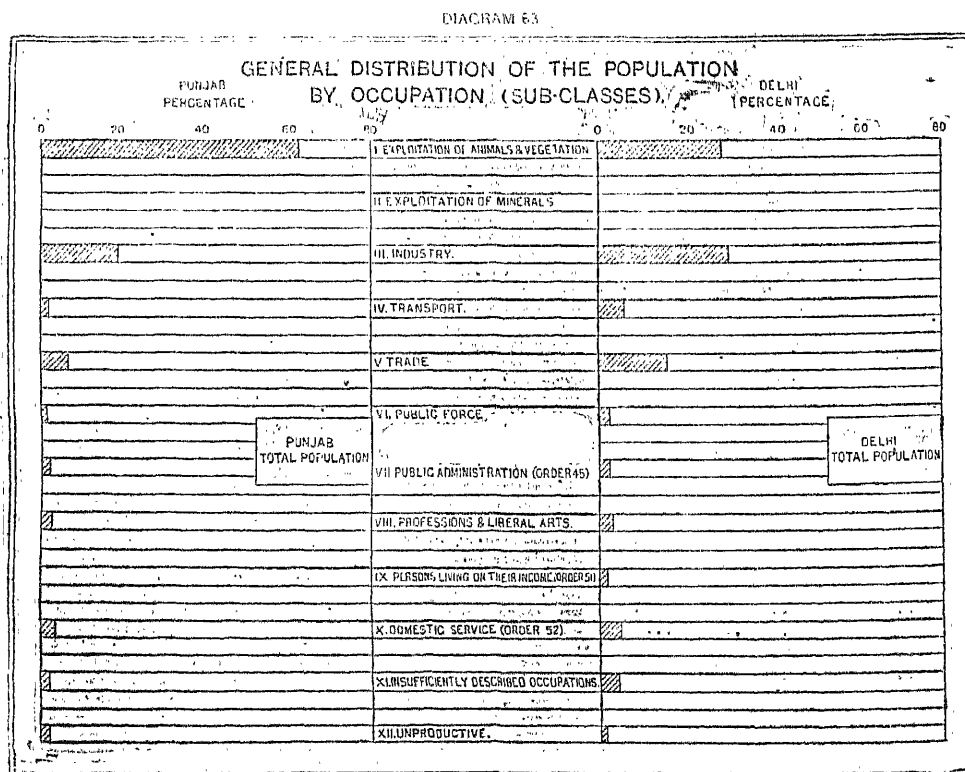 DIAGRAM 63
GENERAL DISTRIBUTION OF THE POPULATION
BY OCCUPATION (SUB-CLASSES)
PUNJAB
PERCENTAGE
DELHI
(PERCENTAGE)
0 20 40 60 80
0 20 40 60 80
I EXPLOITATION OF ANIMALS & VEGETATION
II EXPLOITATION OF MINERALS
III. INDUSTRY.
IV. TRANSPORT.
V TRADE
VI. PUBLIC FORCE.
PUNJAB
TOTAL POPULATION
DELHI
TOTAL POPULATION
VII PUBLIC ADMINISTRATION (ORDER 45)
VIII. PROFESSIONS & LIBERAL ARTS.
IX. PERSONS LIVING ON THEIR INCOME (ORDER 51)
X. DOMESTIC SERVICE (ORDER 52)
XI. INSUFFICIENTLY DESCRIBED OCCUPATIONS.
XII. UNPRODUCTIVE.